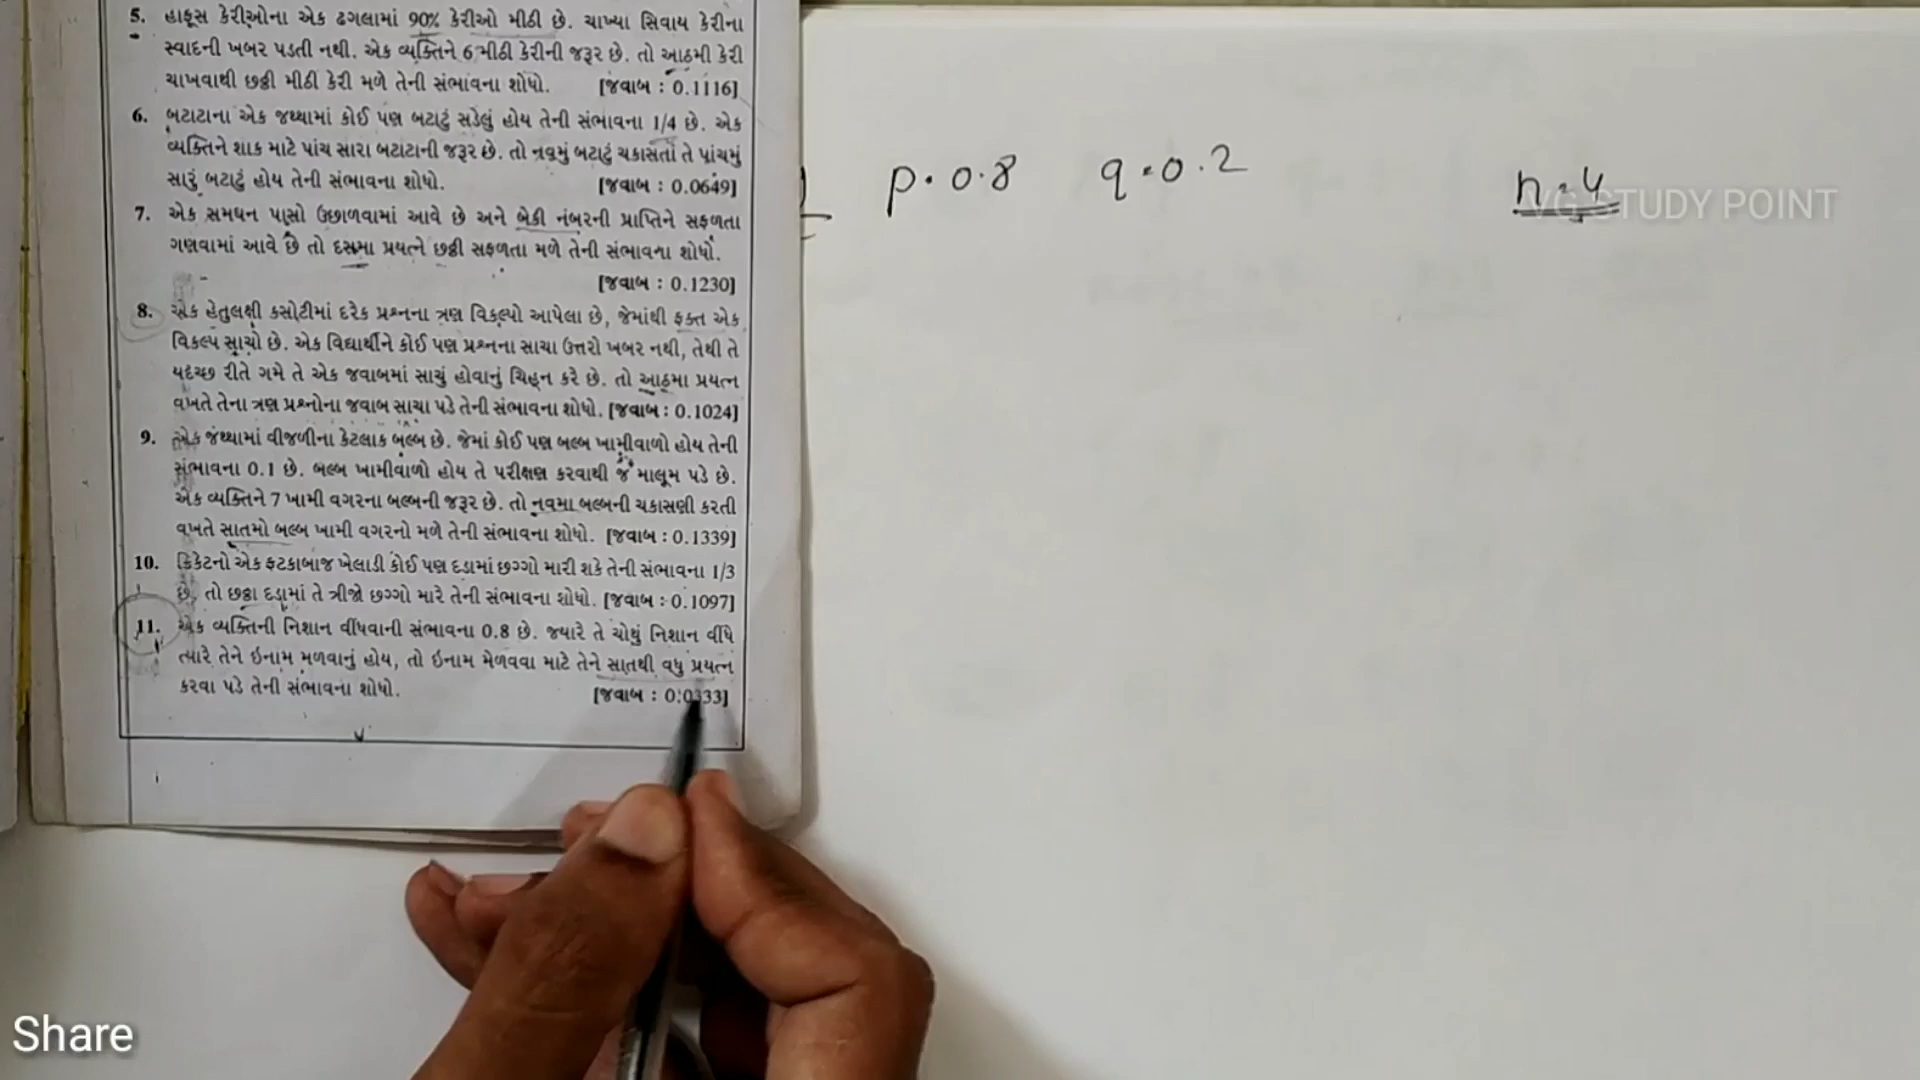 5. હાફૂસ કેરીઓના એક ઢગલામાં 90% કેરીઓ મીઠી છે. ચાખ્યા સિવાય કેરીના
સ્વાદની ખબર પડતી નથી. એક વ્યક્તિને 6 મીઠી કેરીની જરૂર છે. તો આઠમી કેરી
ચાખવાથી છઠ્ઠી મીઠી કેરી મળે તેની સંભાવના શોધો. [જવાબ : 0.1116]
6. બટાટાના એક જથ્થામાં કોઈ પણ બટાટું સડેલું હોય તેની સંભાવના 1/4 છે. એક
વ્યક્તિને શાક માટે પાંચ સારા બટાટાની જરૂર છે. તો નવમું બટાટું ચકાસતાં તે પાંચમું
સારું બટાટું હોય તેની સંભાવના શોધો. [જવાબ : 0.0649]
7. એક સમઘન પાસો ઉછાળવામાં આવે છે અને બેકી નંબરની પ્રાપ્તિને સફળતા
ગણવામાં આવે છે તો દસમા પ્રયત્ને છઠ્ઠી સફળતા મળે તેની સંભાવના શોધો.
[જવાબ : 0.1230]
8. એક હેતુલક્ષી કસોટીમાં દરેક પ્રશ્નના ત્રણ વિકલ્પો આપેલા છે, જેમાંથી ફક્ત એક
વિકલ્પ સાચો છે. એક વિદ્યાર્થીને કોઈ પણ પ્રશ્નના સાચા ઉત્તરો ખબર નથી, તેથી તે
યદચ્છ રીતે ગમે તે એક જવાબમાં સાચું હોવાનું ચિહ્ન કરે છે. તો આઠમા પ્રયત્ન
વખતે તેના ત્રણ પ્રશ્નોના જવાબ સાચા પડે તેની સંભાવના શોધો. [જવાબ : 0.1024]
9. એક જથ્થામાં વીજળીના કેટલાક બલ્બ છે. જેમાં કોઈ પણ બલ્બ ખામીવાળો હોય તેની
સંભાવના 0.1 છે. બલ્બ ખામીવાળો હોય તે પરીક્ષણ કરવાથી જ માલૂમ પડે છે.
એક વ્યક્તિને 7 ખામી વગરના બલ્બની જરૂર છે. તો નવમા બલ્બની ચકાસણી કરતી
વખતે સાતમો બલ્બ ખામી વગરનો મળે તેની સંભાવના શોધો. [જવાબ : 0.1339]
10. ક્રિકેટનો એક ફટકાબાજ ખેલાડી કોઈ પણ દડામાં છગ્ગો મારી શકે તેની સંભાવના 1/3
છે, તો છઠ્ઠા દડામાં તે ત્રીજો છગ્ગો મારે તેની સંભાવના શોધો. [જવાબ : 0.1097]
11. એક વ્યક્તિની નિશાન વીંધવાની સંભાવના 0.8 છે. જ્યારે તે ચોથું નિશાન વીંધે
ત્યારે તેને ઇનામ મળવાનું હોય, તો ઇનામ મેળવવા માટે તેને સાતથી વધુ પ્રયત્ન
કરવા પડે તેની સંભાવના શોધો. [જવાબ : 0.0333]
p = 0.8 q = 0.2 n = 4
VG STUDY POINT
Share